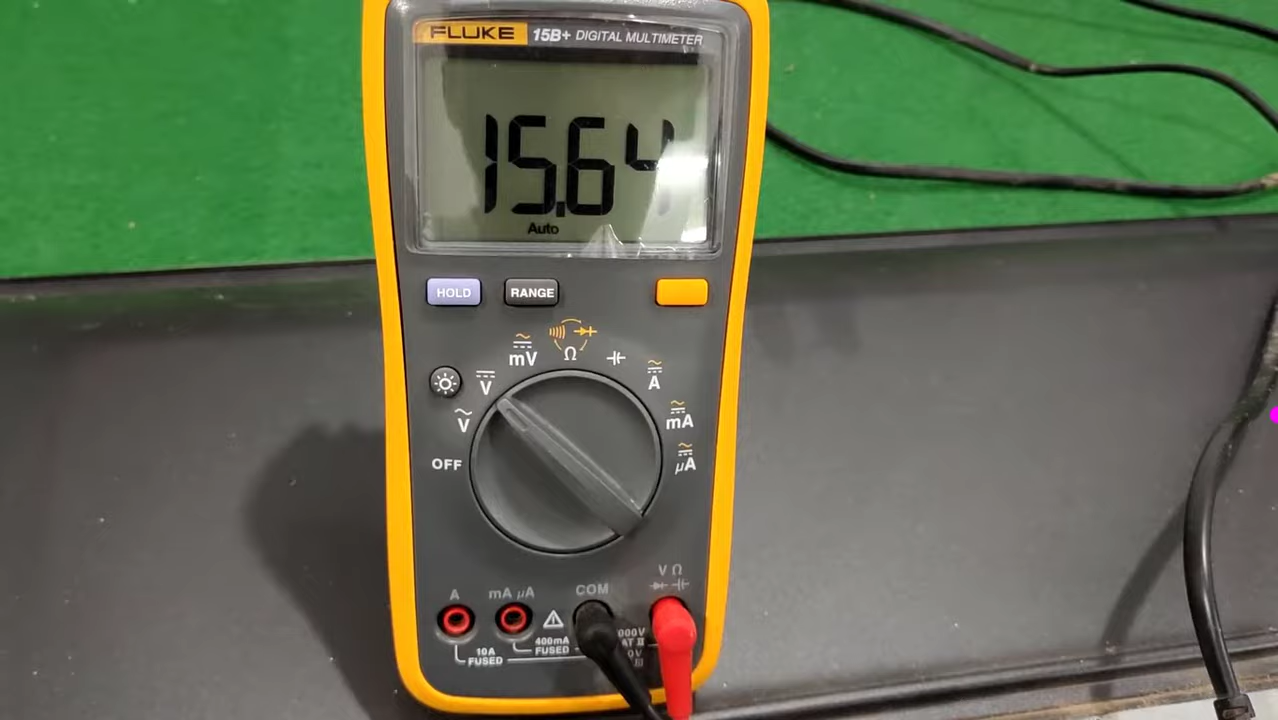 FLUKE 15B+ DIGITAL MULTIMETER
15.64
Auto
HOLD RANGE
mV Ω
V A
V mA
OFF µA
V Ω
A mA µA COM
10A FUSED
400mA FUSED